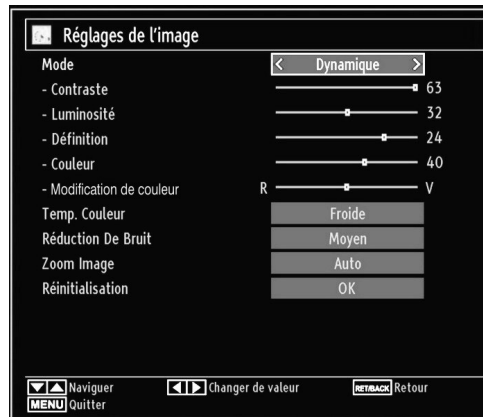 Réglages de l'image
Mode < Dynamique >
- Contraste 63
- Luminosité 32
- Définition 24
- Couleur 40
- Modification de couleur R V
Temp. Couleur Froide
Réduction De Bruit Moyen
Zoom Image Auto
Réinitialisation OK
Naviguer Changer de valeur RET/BACK Retour
MENU Quitter